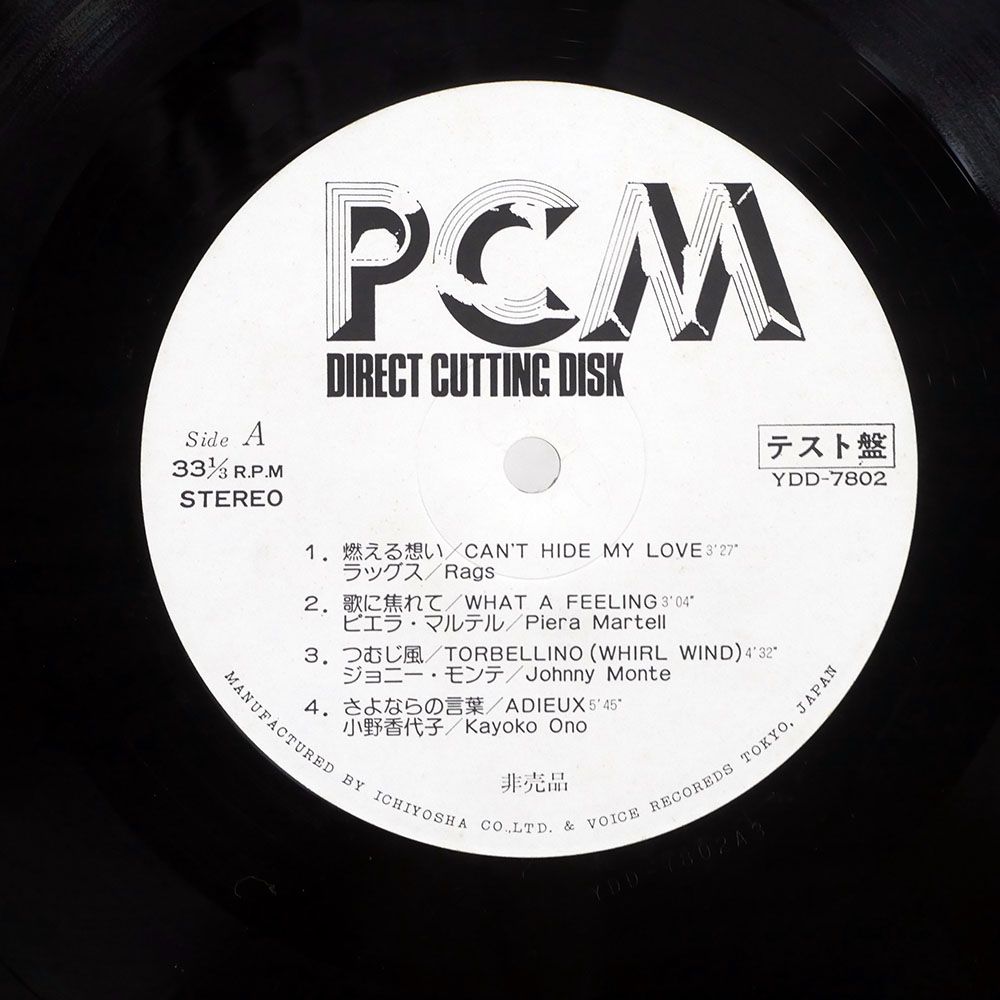 PCM
DIRECT CUTTING DISK
Side A
33⅓ R.P.M
STEREO
テスト盤
YDD-7802
1. 燃える想い/CAN'T HIDE MY LOVE 3'27"
ラッグス/Rags
2. 歌に焦れて/WHAT A FEELING 3'04"
ピエラ・マルテル/Piera Martell
3. つむじ風/TORBELLINO (WHIRL WIND) 4'32"
ジョニー・モンテ/Johnny Monte
4. さよならの言葉/ADIEUX 5'45"
小野香代子/Kayoko Ono
非売品
MANUFACTURED BY ICHIYOSHA CO.,LTD. & VOICE RECOREDS TOKYO, JAPAN
YDD-7802A3